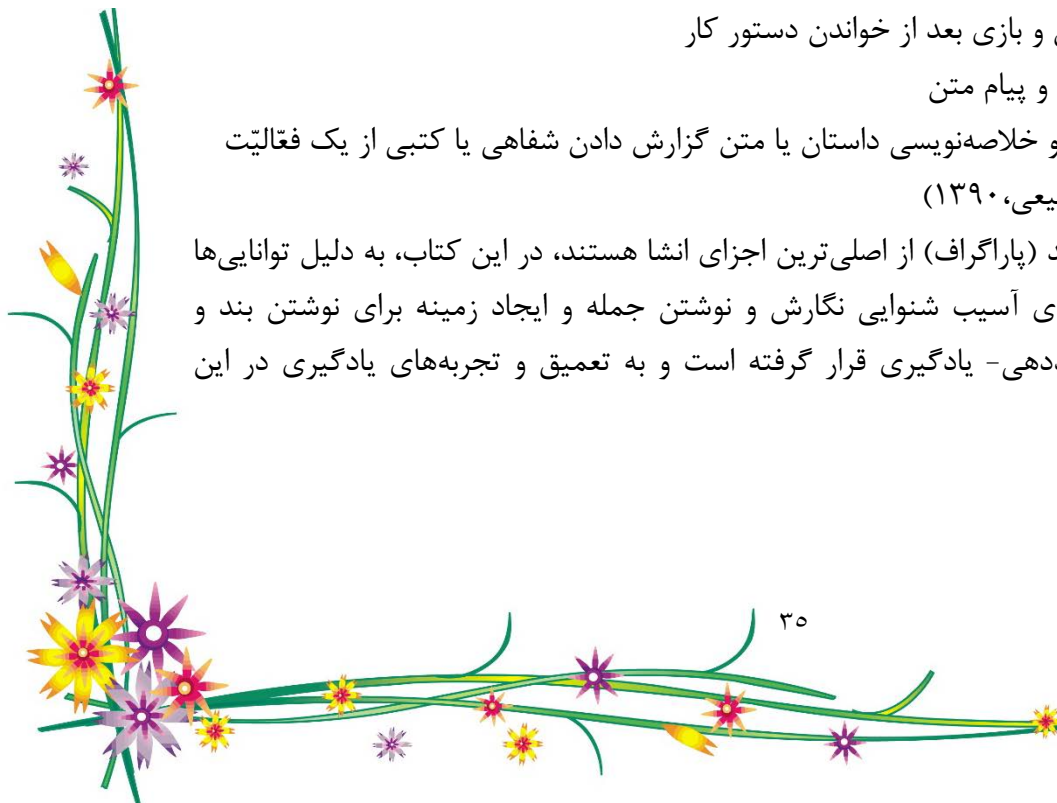 و بازی بعد از خواندن دستور کار
و پیام متن
و خلاصه‌نویسی داستان یا متن گزارش دادن شفاهی یا کتبی از یک فعّالیّت
(۱۳۹۰،
(پاراگراف) از اصلی‌ترین اجزای انشا هستند، در این کتاب، به دلیل توانایی‌ها
آسیب شنوایی نگارش و نوشتن جمله و ایجاد زمینه برای نوشتن بند و
یادگیری قرار گرفته است و به تعمیق و تجربه‌های یادگیری در این
۳۵